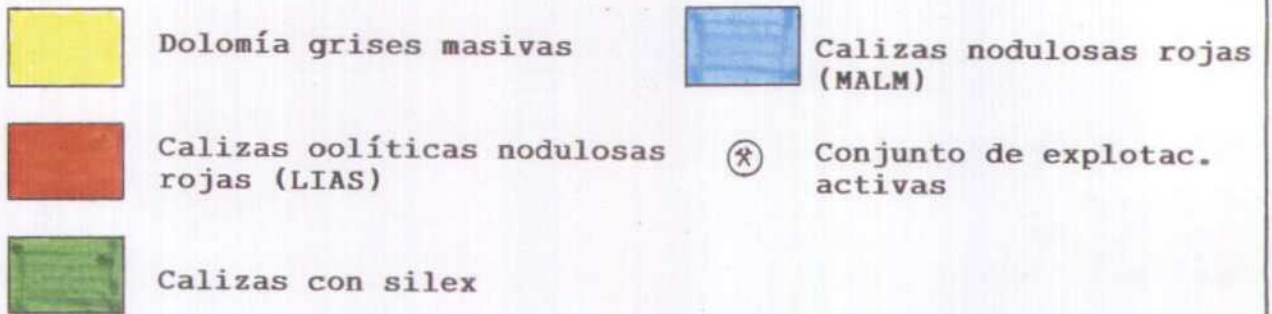 Dolomía grises masivas
Calizas oolíticas nodulosas
rojas (LIAS)
Calizas con silex
Calizas nodulosas rojas
(MALM)
Conjunto de explotac.
activas